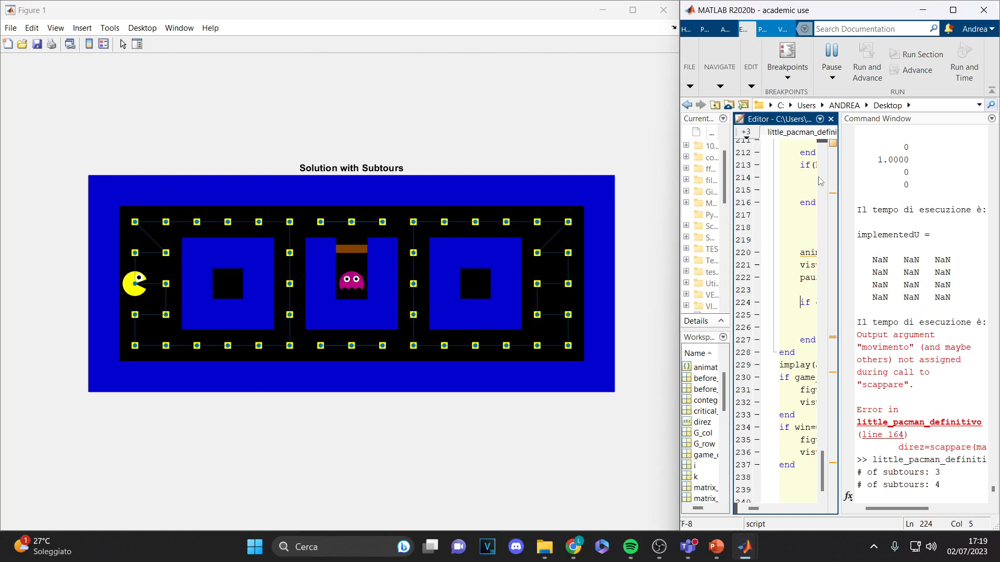 Figure 1
File Edit View Insert Tools Desktop Window Help
Solution with Subtours
MATLAB R2020b - academic use
H... P... A... E... P... V...
Search Documentation
Andrea
FILE
NAVIGATE
EDIT
Breakpoints
BREAKPOINTS
Pause
Run and Advance
Run Section
Advance
Run and Time
RUN
C: Users ANDREA Desktop
Current...
...
10...
co...
ff...
fil...
Gi...
M...
Py...
Sc...
S...
TES
Te...
tes...
Uti...
VE...
VI...
Details
Worksp...
Name
animat
before_
before_
conteg
critical_
direz
G_col
G_row
game_
i
k
matrix_
matrix_
Editor - C:\Users\...
+3
little_pacman_defini
211
212 end
213 if(
214
215
216 end
217
218
219
220 anim
221 vis
222 pau
223
224 if
225
226
227 end
228 end
229 implay(
230 if game_
231 fig
232 vis
233 end
234 if win==
235 fig
236 vis
237 end
238
239
240
Command Window
0
1.0000
0
0
Il tempo di esecuzione è:
implementedU =
NaN NaN NaN
NaN NaN NaN
NaN NaN NaN
NaN NaN NaN
Il tempo di esecuzione è:
Output argument
"movimento" (and maybe
others) not assigned
during call to
"scappare".
Error in
little_pacman_definitivo
(line 164)
direz=scappare(ma
>> little_pacman_definiti
# of subtours: 3
# of subtours: 4
fx
TF-8
script
Ln 224 Col 5
1
27°C
Soleggiato
Cerca
V
18
L
17:19
02/07/2023